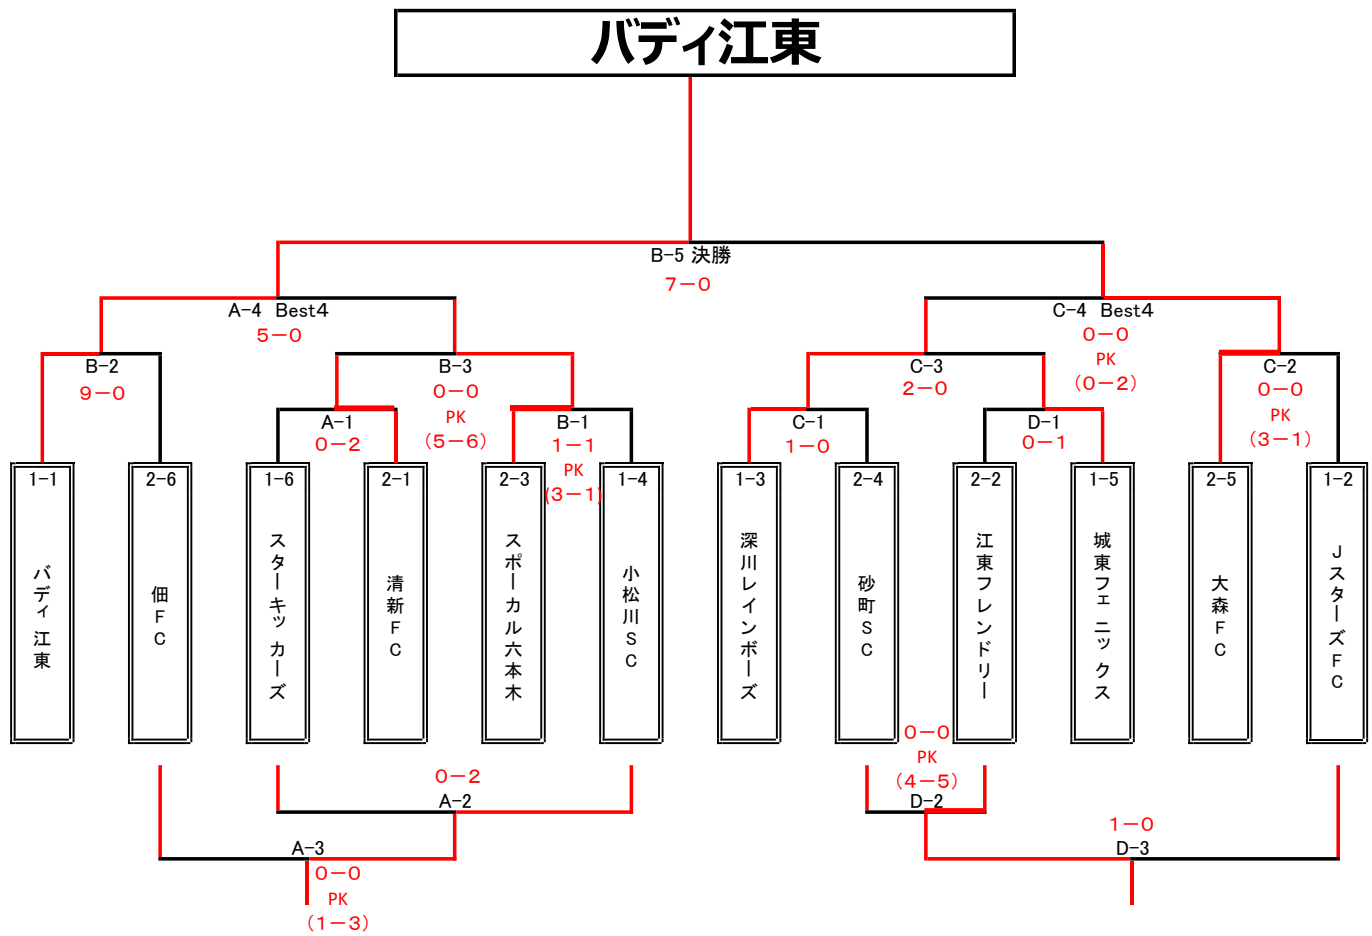 バディ江東
B-5 決勝
7-0
A-4 Best4
5-0
C-4 Best4
0-0
PK
(0-2)
B-2
9-0
B-3
0-0
PK
(5-6)
C-3
2-0
C-2
0-0
PK
(3-1)
A-1
0-2
B-1
1-1
PK
(3-1)
C-1
1-0
D-1
0-1
1-1
バディ江東
2-6
佃FC
1-6
スターキッカーズ
2-1
清新FC
2-3
スポーカル六本木
1-4
小松川SC
1-3
深川レインボーズ
2-4
砂町SC
2-2
江東フレンドリー
1-5
城東フェニックス
2-5
大森FC
1-2
JスターズFC
0-2
A-2
0-0
PK
(4-5)
D-2
A-3
0-0
PK
(1-3)
1-0
D-3